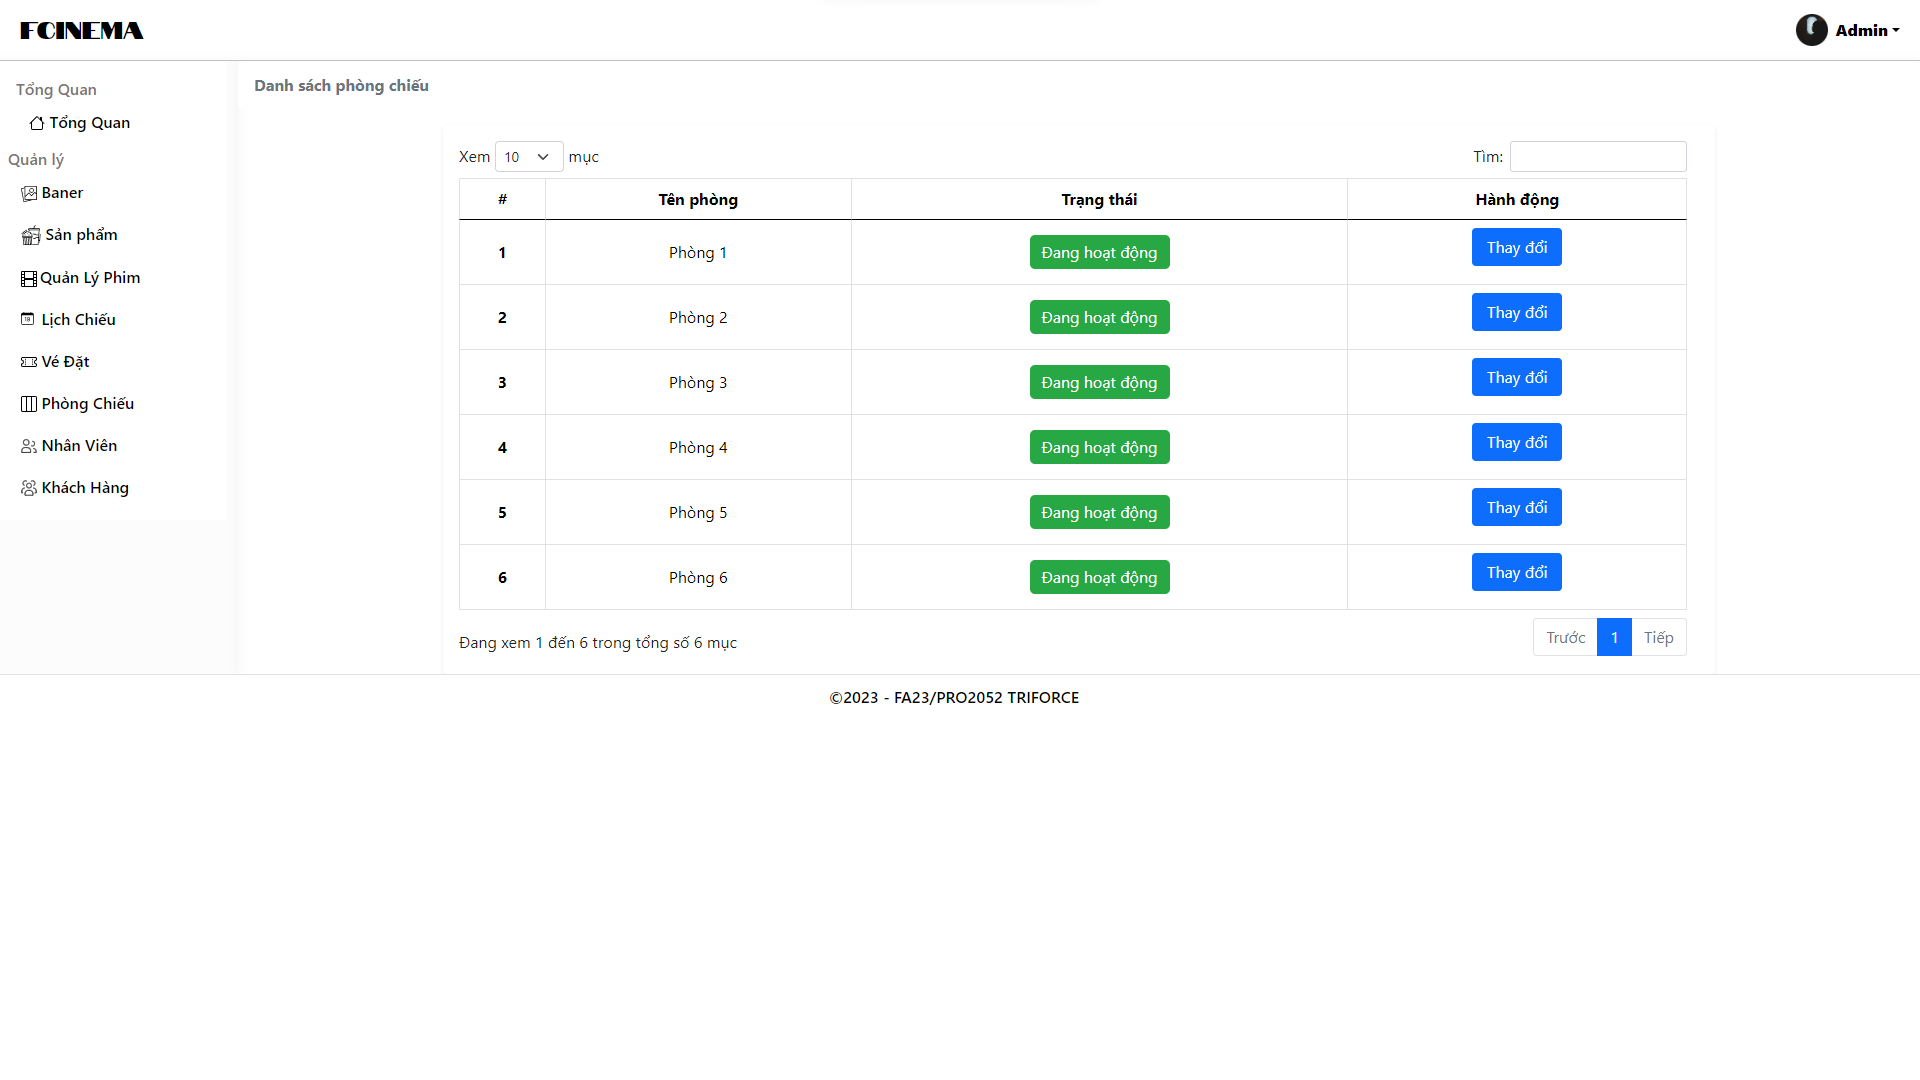 FCINEMA
Admin
Tổng Quan
Tổng Quan
Quản lý
Baner
Sản phẩm
Quản Lý Phim
Lịch Chiếu
Vé Đặt
Phòng Chiếu
Nhân Viên
Khách Hàng
Danh sách phòng chiếu
Xem 10 mục Tìm:
# Tên phòng Trạng thái Hành động
1 Phòng 1 Đang hoạt động Thay đổi
2 Phòng 2 Đang hoạt động Thay đổi
3 Phòng 3 Đang hoạt động Thay đổi
4 Phòng 4 Đang hoạt động Thay đổi
5 Phòng 5 Đang hoạt động Thay đổi
6 Phòng 6 Đang hoạt động Thay đổi
Đang xem 1 đến 6 trong tổng số 6 mục
Trước 1 Tiếp
©2023 - FA23/PRO2052 TRIFORCE